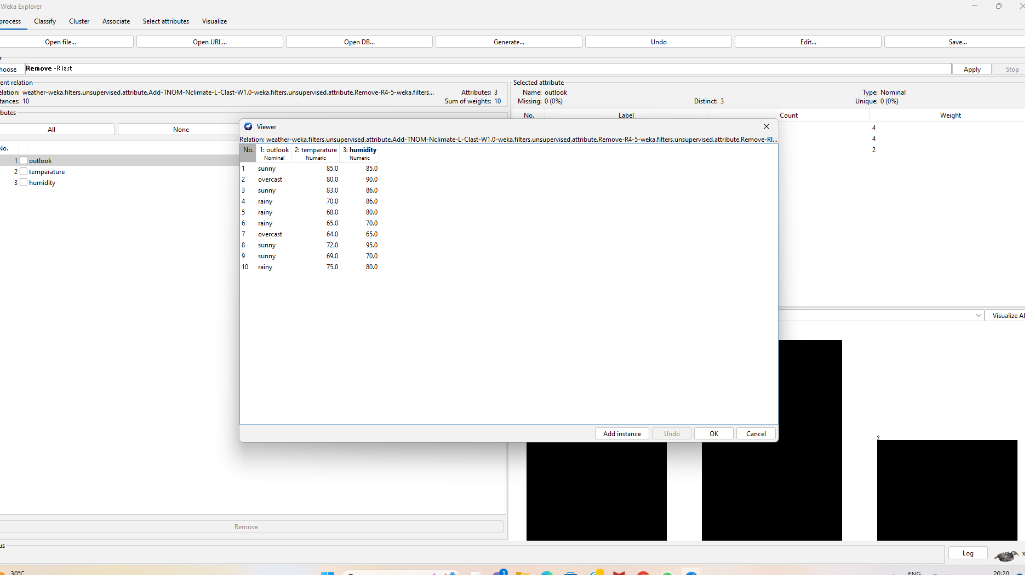 Weka Explorer
process Classify Cluster Associate Select attributes Visualize
Open file... Open URL... Open DB... Generate... Undo Edit... Save...
hoose Remove -R last Apply Stop
ent relation
elation: weather-weka.filters.unsupervised.attribute.Add-TNOM-Nclimate-L-Clast-W1.0-weka.filters.unsupervised.attribute.Remove-R4-5-weka.filters... Attributes: 3
tances: 10 Sum of weights: 10
Selected attribute
Name: outlook Type: Nominal
Missing: 0 (0%) Distinct: 3 Unique: 0 (0%)
butes
All None
No. Label Count Weight
4
4
2
No.
1 outlook
2 temparature
3 humidity
Viewer
Relation: weather-weka.filters.unsupervised.attribute.Add-TNOM-Nclimate-L-Clast-W1.0-weka.filters.unsupervised.attribute.Remove-R4-5-weka.filters.unsupervised.attribute.Remove-Rl...
No. 1: outlook 2: temparature 3: humidity
Nominal Numeric Numeric
1 sunny 85.0 85.0
2 overcast 80.0 90.0
3 sunny 83.0 86.0
4 rainy 70.0 86.0
5 rainy 68.0 80.0
6 rainy 65.0 70.0
7 overcast 64.0 65.0
8 sunny 72.0 95.0
9 sunny 69.0 70.0
10 rainy 75.0 80.0
Add instance Undo OK Cancel
Visualize Al
2
Remove
us
Log x
30°C
ENG
20:20